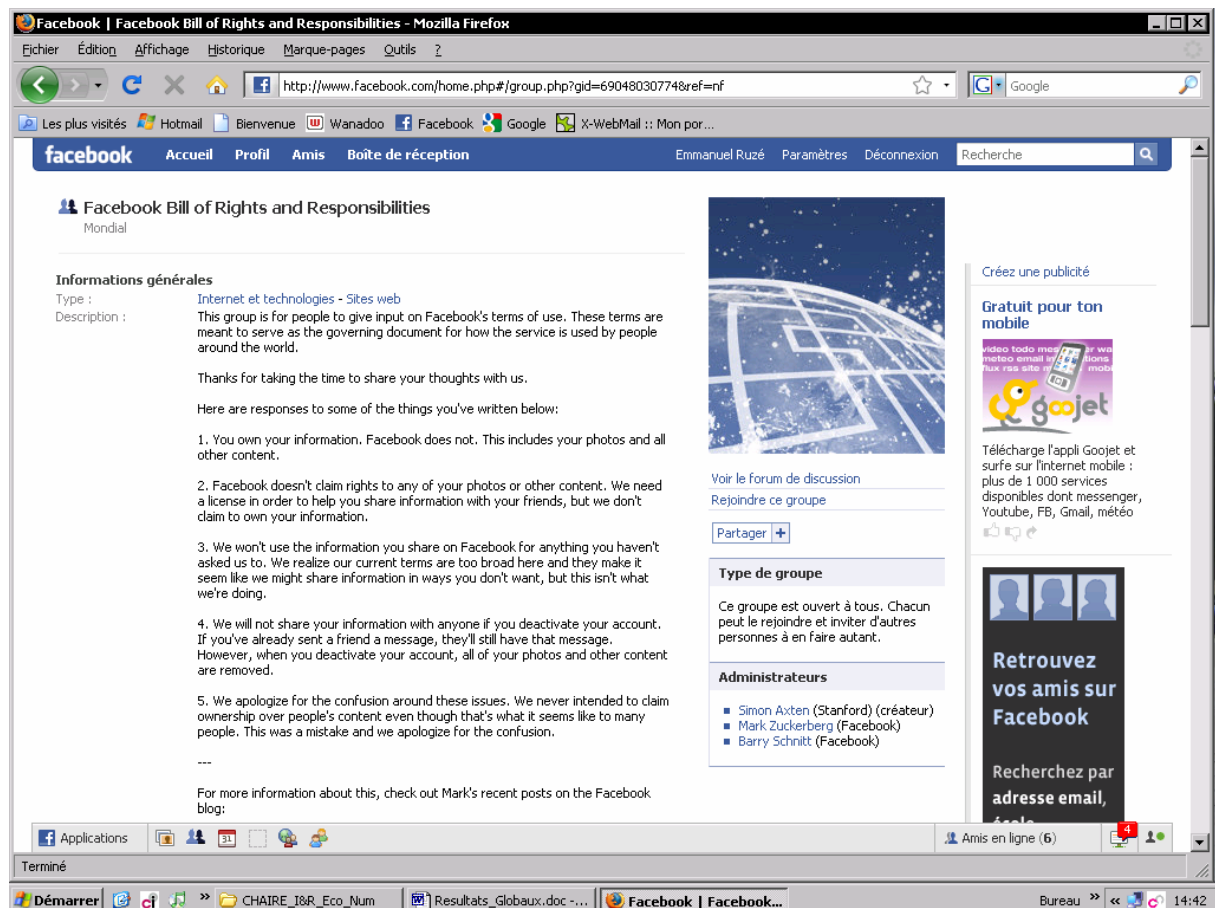 Facebook | Facebook Bill of Rights and Responsibilities - Mozilla Firefox
Fichier Édition Affichage Historique Marque-pages Outils ?
http://www.facebook.com/home.php#/group.php?gid=69048030774&ref=nf
G Google
Les plus visités Hotmail Bienvenue Wanadoo Facebook Google X-WebMail :: Mon por...
facebook Accueil Profil Amis Boîte de réception Emmanuel Ruzé Paramètres Déconnexion Recherche
Facebook Bill of Rights and Responsibilities
Mondial
Informations générales
Type : Internet et technologies - Sites web
Description : This group is for people to give input on Facebook's terms of use. These terms are
meant to serve as the governing document for how the service is used by people
around the world.
Thanks for taking the time to share your thoughts with us.
Here are responses to some of the things you've written below:
1. You own your information. Facebook does not. This includes your photos and all
other content.
2. Facebook doesn't claim rights to any of your photos or other content. We need
a license in order to help you share information with your friends, but we don't
claim to own your information.
3. We won't use the information you share on Facebook for anything you haven't
asked us to. We realize our current terms are too broad here and they make it
seem like we might share information in ways you don't want, but this isn't what
we're doing.
4. We will not share your information with anyone if you deactivate your account.
If you've already sent a friend a message, they'll still have that message.
However, when you deactivate your account, all of your photos and other content
are removed.
5. We apologize for the confusion around these issues. We never intended to claim
ownership over people's content even though that's what it seems like to many
people. This was a mistake and we apologize for the confusion.
---
For more information about this, check out Mark's recent posts on the Facebook
blog:
Voir le forum de discussion
Rejoindre ce groupe
Partager +
Type de groupe
Ce groupe est ouvert à tous. Chacun
peut le rejoindre et inviter d'autres
personnes à en faire autant.
Administrateurs
Simon Axten (Stanford) (créateur)
Mark Zuckerberg (Facebook)
Barry Schnitt (Facebook)
Créez une publicité
Gratuit pour ton
mobile
video todo
meteo email
flux rss site
goojet
Télécharge l'appli Goojet et
surfe sur l'internet mobile :
plus de 1 000 services
disponibles dont messenger,
Youtube, FB, Gmail, météo
Retrouvez
vos amis sur
Facebook
Recherchez par
adresse email,
Applications 31 Amis en ligne (6) 4
Terminé
Démarrer CHAIRE_I&R_Eco_Num Resultats_Globaux.doc -... Facebook | Facebook... Bureau 14:42